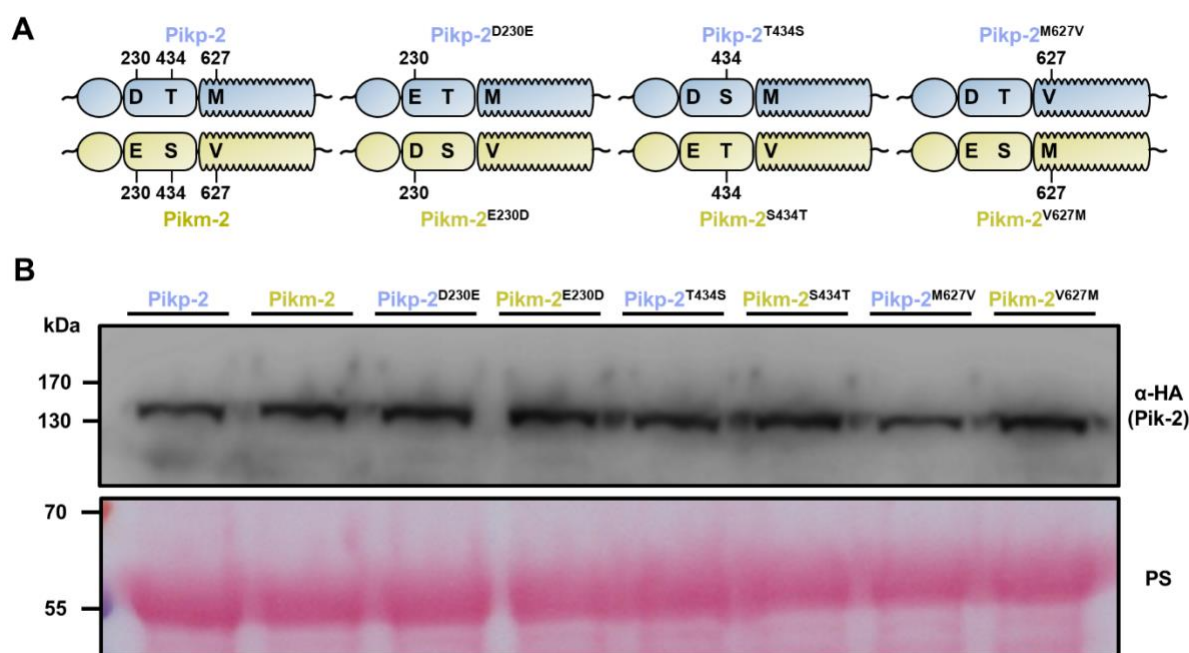 A
Pikp-2 Pikp-2D230E Pikp-2T434S Pikp-2M627V
230 434 627 230 434 627
D T M E T M D S M D T V
E S V D S V E T V E S M
230 434 627 230 434 627
Pikm-2 Pikm-2E230D Pikm-2S434T Pikm-2V627M
B
Pikp-2 Pikm-2 Pikp-2D230E Pikm-2E230D Pikp-2T434S Pikm-2S434T Pikp-2M627V Pikm-2V627M
kDa
170
130
α-HA
(Pik-2)
70
55
PS